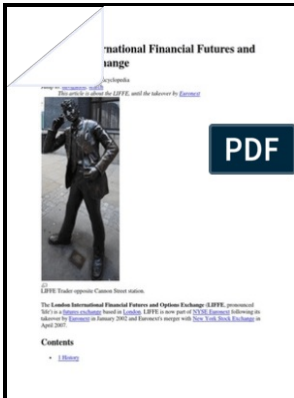 rnational Financial Futures and
hange
This article is about the LIFFE, until the takeover by Euronext
PDF
LIFFE Trader opposite Cannon Street station.
The London International Financial Futures and Options Exchange (LIFFE, pronounced
'life') is a futures exchange based in London. LIFFE is now part of NYSE Euronext following its
takeover by Euronext in January 2002 and Euronext's merger with New York Stock Exchange in
April 2007.
Contents
• 1 History